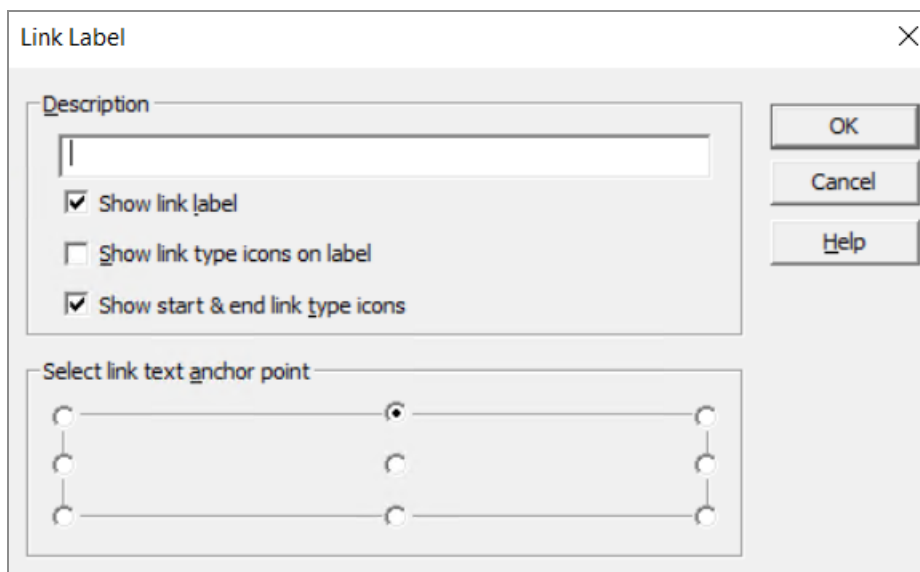 Link Label
Description
OK
Cancel
Help
Show link label
Show link type icons on label
Show start & end link type icons
Select link text anchor point